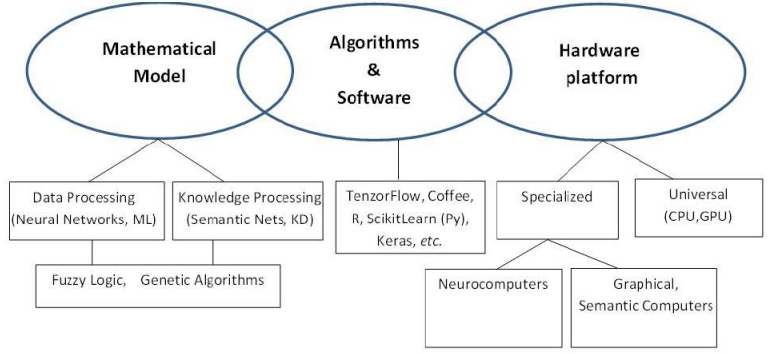 Mathematical
Model
Algorithms
&
Software
Hardware
platform
Data Processing
(Neural Networks, ML)
Knowledge Processing
(Semantic Nets, KD)
TenzorFlow, Coffee,
R, ScikitLearn (Py),
Keras, etc.
Specialized
Universal
(CPU,GPU)
Fuzzy Logic, Genetic Algorithms
Neurocomputers
Graphical,
Semantic Computers